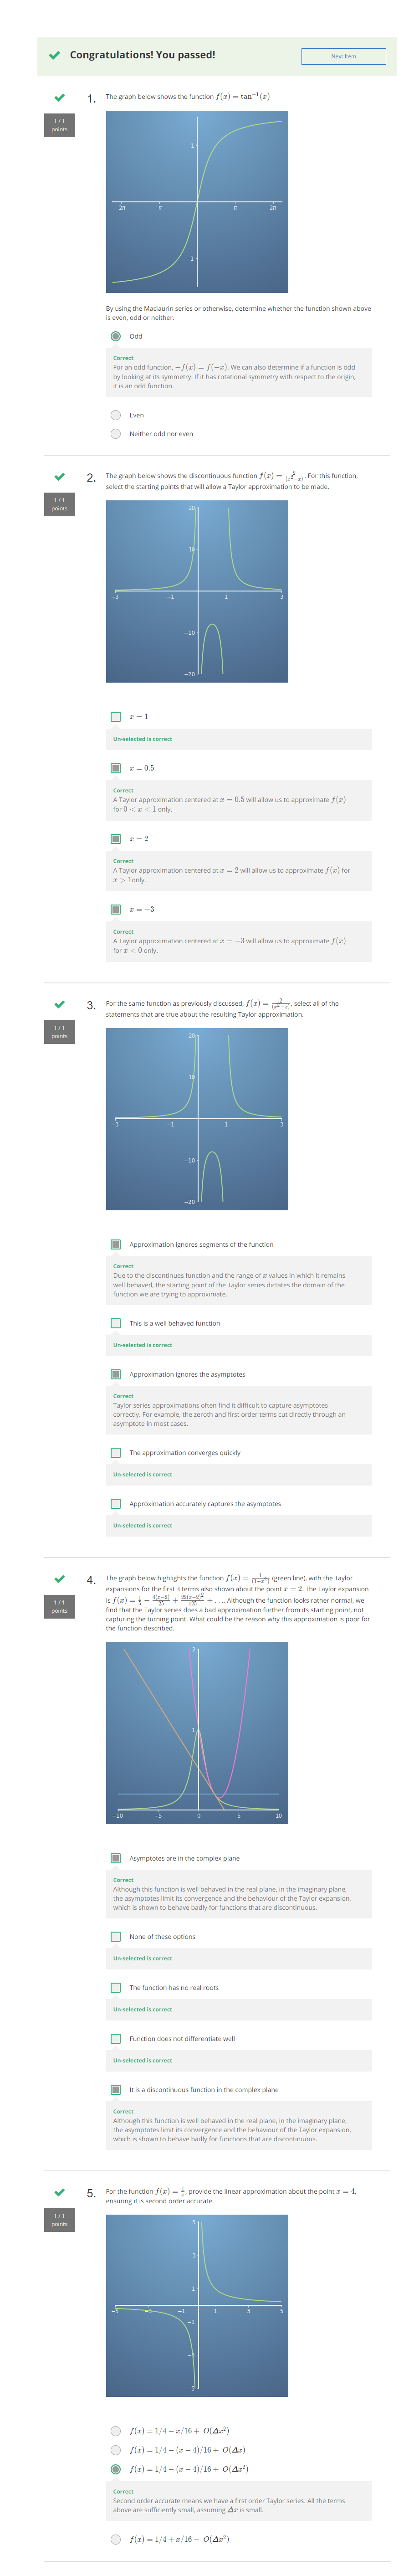 Congratulations! You passed!
Next Item
1.
1 / 1
points
The graph below shows the function f(x) = tan⁻¹(x)
1
-2π
-π
π
2π
−1
By using the Maclaurin series or otherwise, determine whether the function shown above
is even, odd or neither.
Odd
Correct
For an odd function, −f(x) = f(−x). We can also determine if a function is odd
by looking at its symmetry. If it has rotational symmetry with respect to the origin,
it is an odd function.
Even
Neither odd nor even
2.
1 / 1
points
The graph below shows the discontinuous function f(x) = 2/(x²−x). For this function,
select the starting points that will allow a Taylor approximation to be made.
20
10
−3
−1
1
3
−10
−20
x = 1
Un-selected is correct
x = 0.5
Correct
A Taylor approximation centered at x = 0.5 will allow us to approximate f(x)
for 0 < x < 1 only.
x = 2
Correct
A Taylor approximation centered at x = 2 will allow us to approximate f(x) for
x > 1only.
x = −3
Correct
A Taylor approximation centered at x = −3 will allow us to approximate f(x)
for x < 0 only.
3.
1 / 1
points
For the same function as previously discussed, f(x) = 2/(x²−x), select all of the
statements that are true about the resulting Taylor approximation.
20
10
−3
−1
1
3
−10
−20
Approximation ignores segments of the function
Correct
Due to the discontinues function and the range of x values in which it remains
well behaved, the starting point of the Taylor series dictates the domain of the
function we are trying to approximate.
This is a well behaved function
Un-selected is correct
Approximation ignores the asymptotes
Correct
Taylor series approximations often find it difficult to capture asymptotes
correctly. For example, the zeroth and first order terms cut directly through an
asymptote in most cases.
The approximation converges quickly
Un-selected is correct
Approximation accurately captures the asymptotes
Un-selected is correct
4.
1 / 1
points
The graph below highlights the function f(x) = 1/(1+x²) (green line), with the Taylor
expansions for the first 3 terms also shown about the point x = 2. The Taylor expansion
is f(x) = 1/5 − 4(x−2)/25 + 22(x−2)²/125 + .... Although the function looks rather normal, we
find that the Taylor series does a bad approximation further from its starting point, not
capturing the turning point. What could be the reason why this approximation is poor for
the function described.
2
1
−10
−5
0
5
10
Asymptotes are in the complex plane
Correct
Although this function is well behaved in the real plane, in the imaginary plane,
the asymptotes limit its convergence and the behaviour of the Taylor expansion,
which is shown to behave badly for functions that are discontinuous.
None of these options
Un-selected is correct
The function has no real roots
Un-selected is correct
Function does not differentiate well
Un-selected is correct
It is a discontinuous function in the complex plane
Correct
Although this function is well behaved in the real plane, in the imaginary plane,
the asymptotes limit its convergence and the behaviour of the Taylor expansion,
which is shown to behave badly for functions that are discontinuous.
5.
1 / 1
points
For the function f(x) = 1/x, provide the linear approximation about the point x = 4,
ensuring it is second order accurate.
5
3
1
−5
−3
−1
1
3
5
−1
−3
−5
f(x) = 1/4 − x/16 + O(Δx²)
f(x) = 1/4 − (x − 4)/16 + O(Δx)
f(x) = 1/4 − (x − 4)/16 + O(Δx²)
Correct
Second order accurate means we have a first order Taylor series. All the terms
above are sufficiently small, assuming Δx is small.
f(x) = 1/4 + x/16 − O(Δx²)